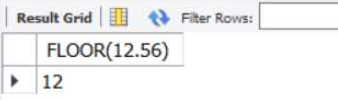 Result Grid Filter Rows:
FLOOR(12.56)
12